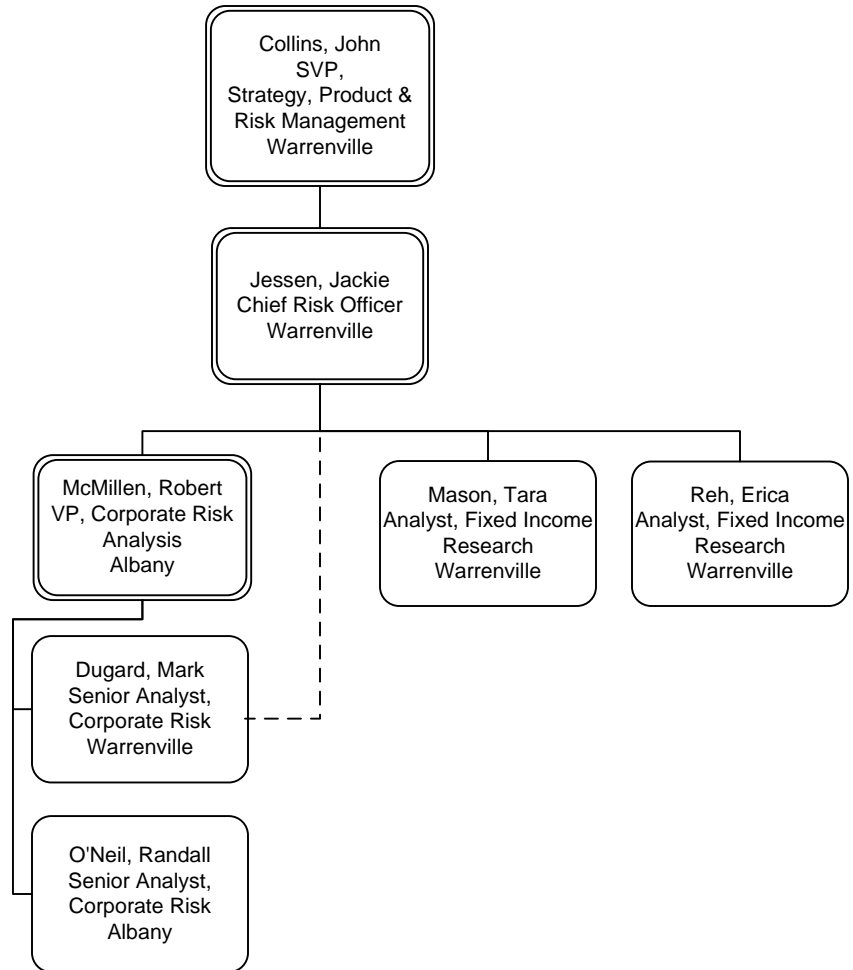 Collins, John
SVP,
Strategy, Product &
Risk Management
Warrenville
Jessen, Jackie
Chief Risk Officer
Warrenville
McMillen, Robert
VP, Corporate Risk
Analysis
Albany
Mason, Tara
Analyst, Fixed Income
Research
Warrenville
Reh, Erica
Analyst, Fixed Income
Research
Warrenville
Dugard, Mark
Senior Analyst,
Corporate Risk
Warrenville
O'Neil, Randall
Senior Analyst,
Corporate Risk
Albany